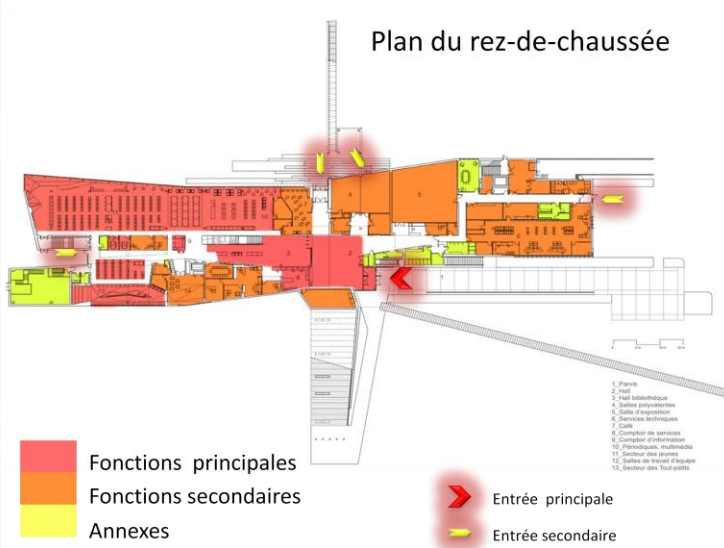 Plan du rez-de-chaussée
1_Parvis
2_Hall
3_Hall bibliothèque
4_Salles polyvalentes
5_Salle d'exposition
6_Services techniques
7_Café
8_Comptoir de services
9_Comptoir d'information
10_Périodiques, multimédia
11_Secteur des jeunes
12_Salles de travail d'équipe
13_Secteur des Tout-petits
Fonctions principales
Fonctions secondaires
Annexes
Entrée principale
Entrée secondaire